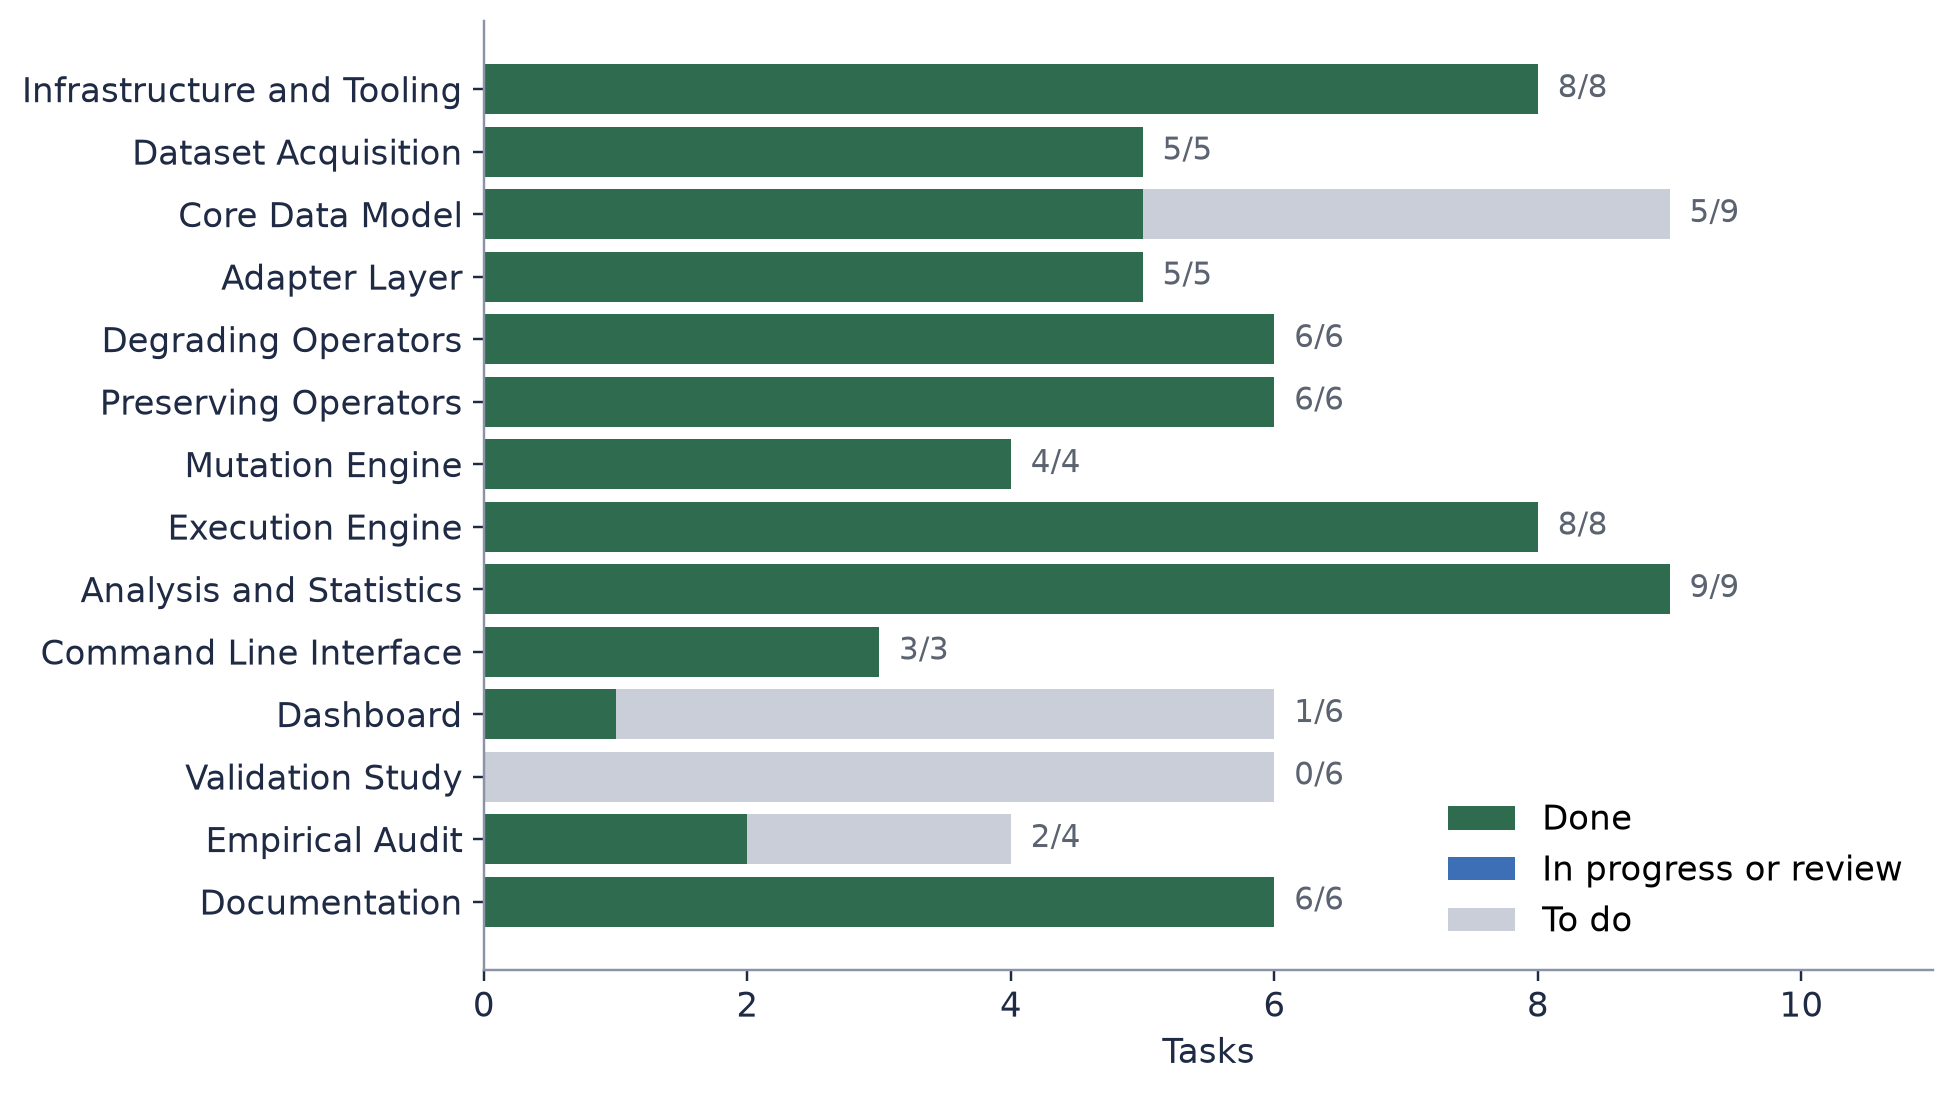 Infrastructure and Tooling 8/8
Dataset Acquisition 5/5
Core Data Model 5/9
Adapter Layer 5/5
Degrading Operators 6/6
Preserving Operators 6/6
Mutation Engine 4/4
Execution Engine 8/8
Analysis and Statistics 9/9
Command Line Interface 3/3
Dashboard 1/6
Validation Study 0/6
Empirical Audit 2/4
Documentation 6/6
Done
In progress or review
To do
0 2 4 6 8 10
Tasks